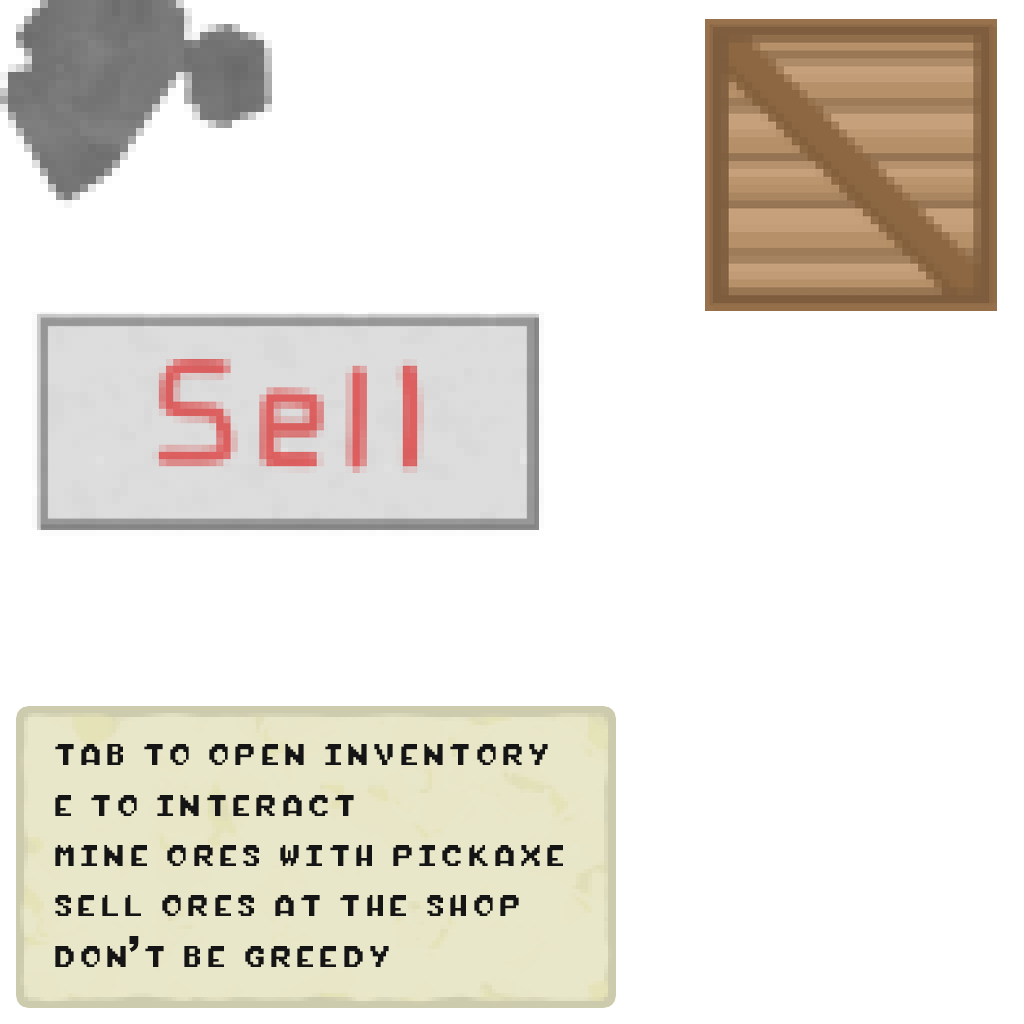 Sell
TAB TO OPEN INVENTORY
E TO INTERACT
MINE ORES WITH PICKAXE
SELL ORES AT THE SHOP
DON'T BE GREEDY